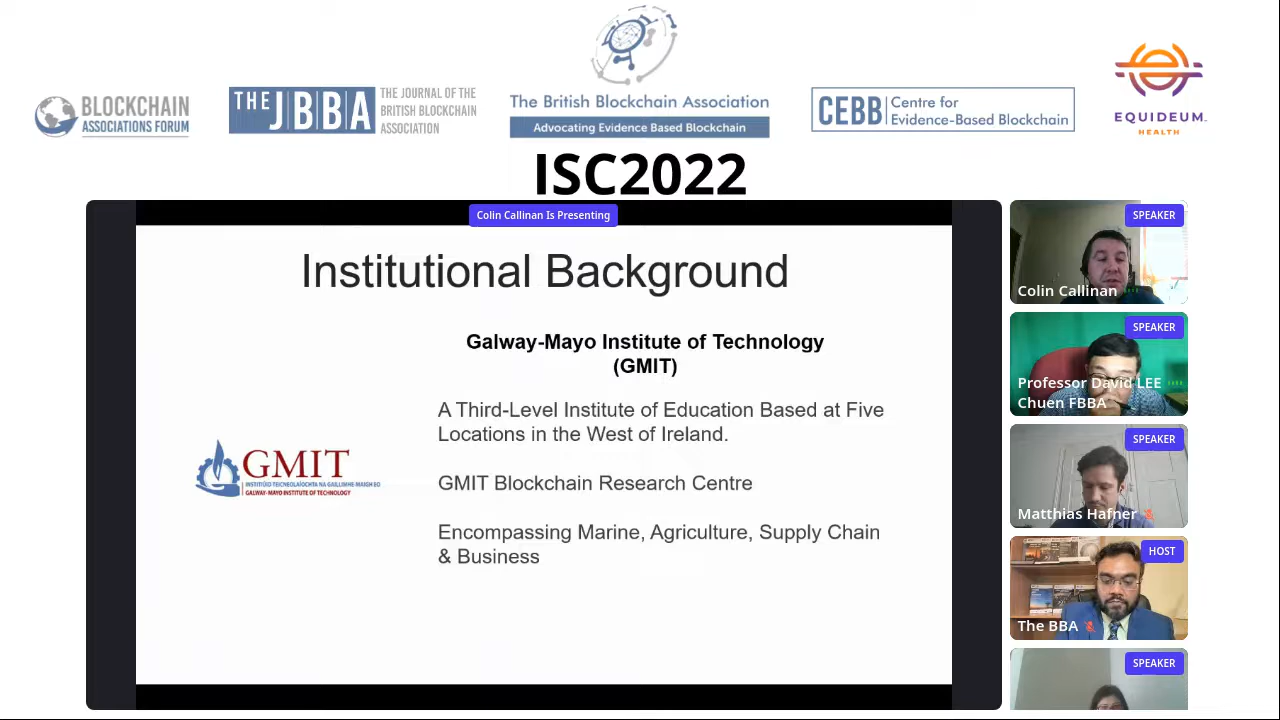 BLOCKCHAIN
ASSOCIATIONS FORUM
THE JBBA
THE JOURNAL OF THE
BRITISH BLOCKCHAIN
ASSOCIATION
The British Blockchain Association
Advocating Evidence Based Blockchain
CEBB
Centre for
Evidence-Based Blockchain
EQUIDEUM
HEALTH
ISC2022
Colin Callinan Is Presenting
Institutional Background
Galway-Mayo Institute of Technology
(GMIT)
A Third-Level Institute of Education Based at Five
Locations in the West of Ireland.
GMIT Blockchain Research Centre
Encompassing Marine, Agriculture, Supply Chain
& Business
GMIT
INSTITIÚID TEICNEOLAÍOCHTA NA GAILLIMHE MAIGH EO
GALWAY-MAYO INSTITUTE OF TECHNOLOGY
SPEAKER
Colin Callinan
SPEAKER
Professor David LEE
Chuen FBBA
SPEAKER
Matthias Hafner
HOST
The BBA
SPEAKER